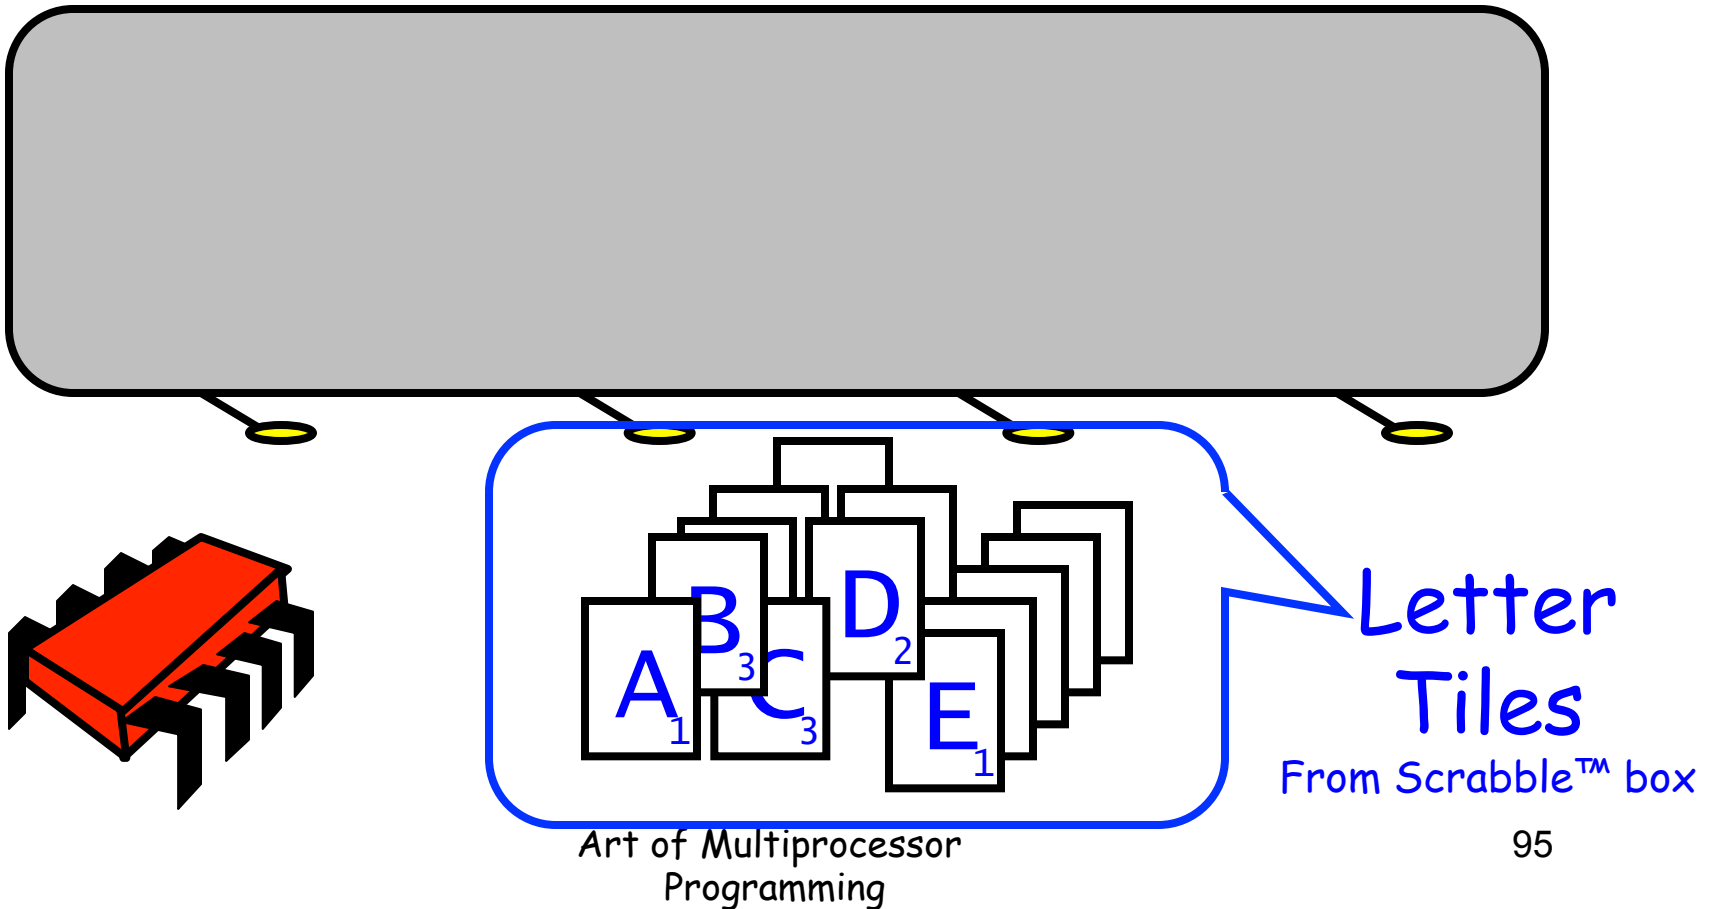 D
2
B
3
C
3
A
1
E
1
Letter
Tiles
From Scrabble™ box
Art of Multiprocessor
Programming
95